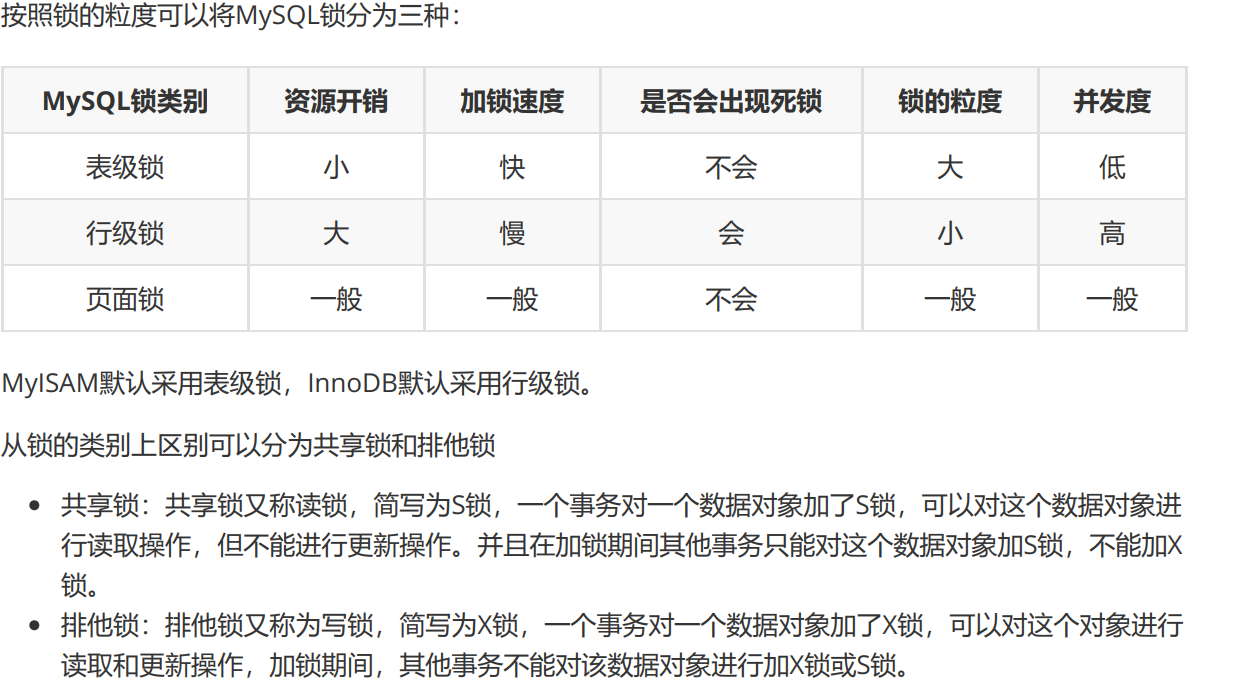 按照锁的粒度可以将MySQL锁分为三种：
MySQL锁类别 资源开销 加锁速度 是否会出现死锁 锁的粒度 并发度
表级锁 小 快 不会 大 低
行级锁 大 慢 会 小 高
页面锁 一般 一般 不会 一般 一般
MyISAM默认采用表级锁，InnoDB默认采用行级锁。
从锁的类别上区别可以分为共享锁和排他锁
共享锁：共享锁又称读锁，简写为S锁，一个事务对一个数据对象加了S锁，可以对这个数据对象进
行读取操作，但不能进行更新操作。并且在加锁期间其他事务只能对这个数据对象加S锁，不能加X
锁。
排他锁：排他锁又称为写锁，简写为X锁，一个事务对一个数据对象加了X锁，可以对这个对象进行
读取和更新操作，加锁期间，其他事务不能对该数据对象进行加X锁或S锁。